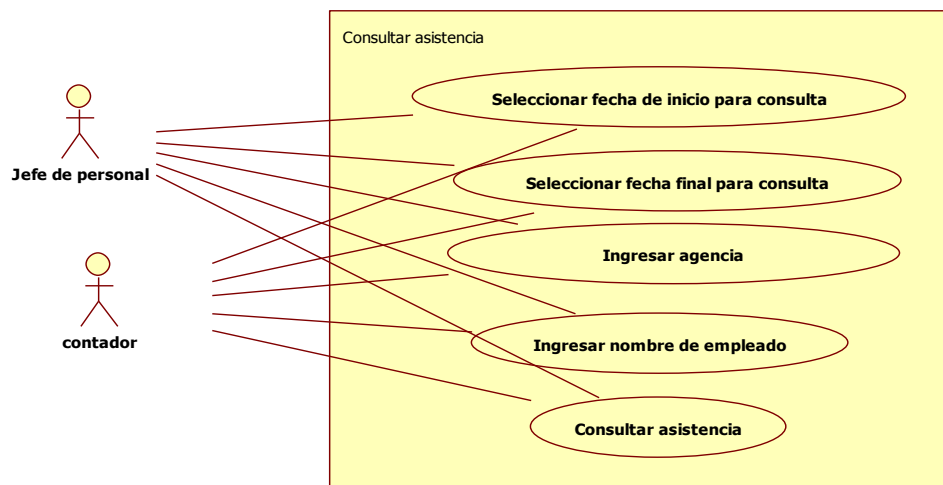 Consultar asistencia
Seleccionar fecha de inicio para consulta
Jefe de personal
Seleccionar fecha final para consulta
Ingresar agencia
contador
Ingresar nombre de empleado
Consultar asistencia